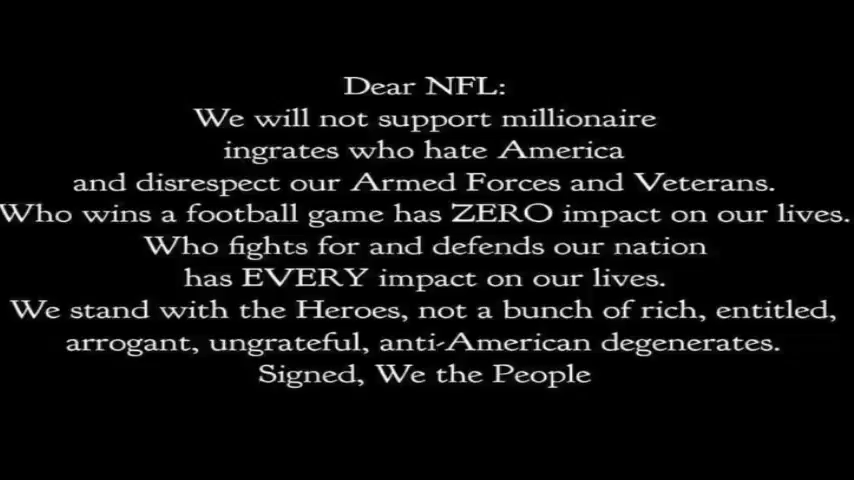 Dear NFL:
We will not support millionaire
ingrates who hate America
and disrespect our Armed Forces and Veterans.
Who wins a football game has ZERO impact on our lives.
Who fights for and defends our nation
has EVERY impact on our lives.
We stand with the Heroes, not a bunch of rich, entitled,
arrogant, ungrateful, anti-American degenerates.
Signed, We the People